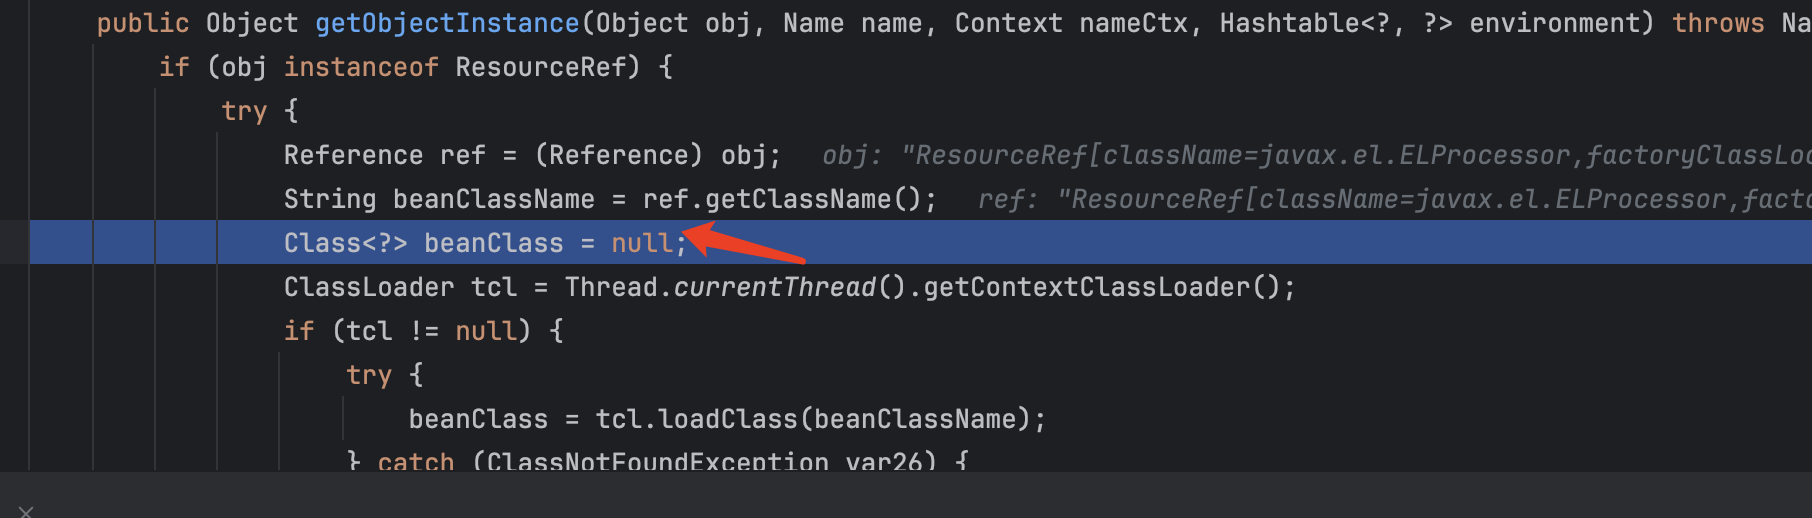 public Object getObjectInstance(Object obj, Name name, Context nameCtx, Hashtable<?, ?> environment) throws Na
if (obj instanceof ResourceRef) {
try {
Reference ref = (Reference) obj; obj: "ResourceRef[className=javax.el.ELProcessor,factoryClassLoc
String beanClassName = ref.getClassName(); ref: "ResourceRef[className=javax.el.ELProcessor,facto
Class<?> beanClass = null;
ClassLoader tcl = Thread.currentThread().getContextClassLoader();
if (tcl != null) {
try {
beanClass = tcl.loadClass(beanClassName);
} catch (ClassNotFoundException var26) {